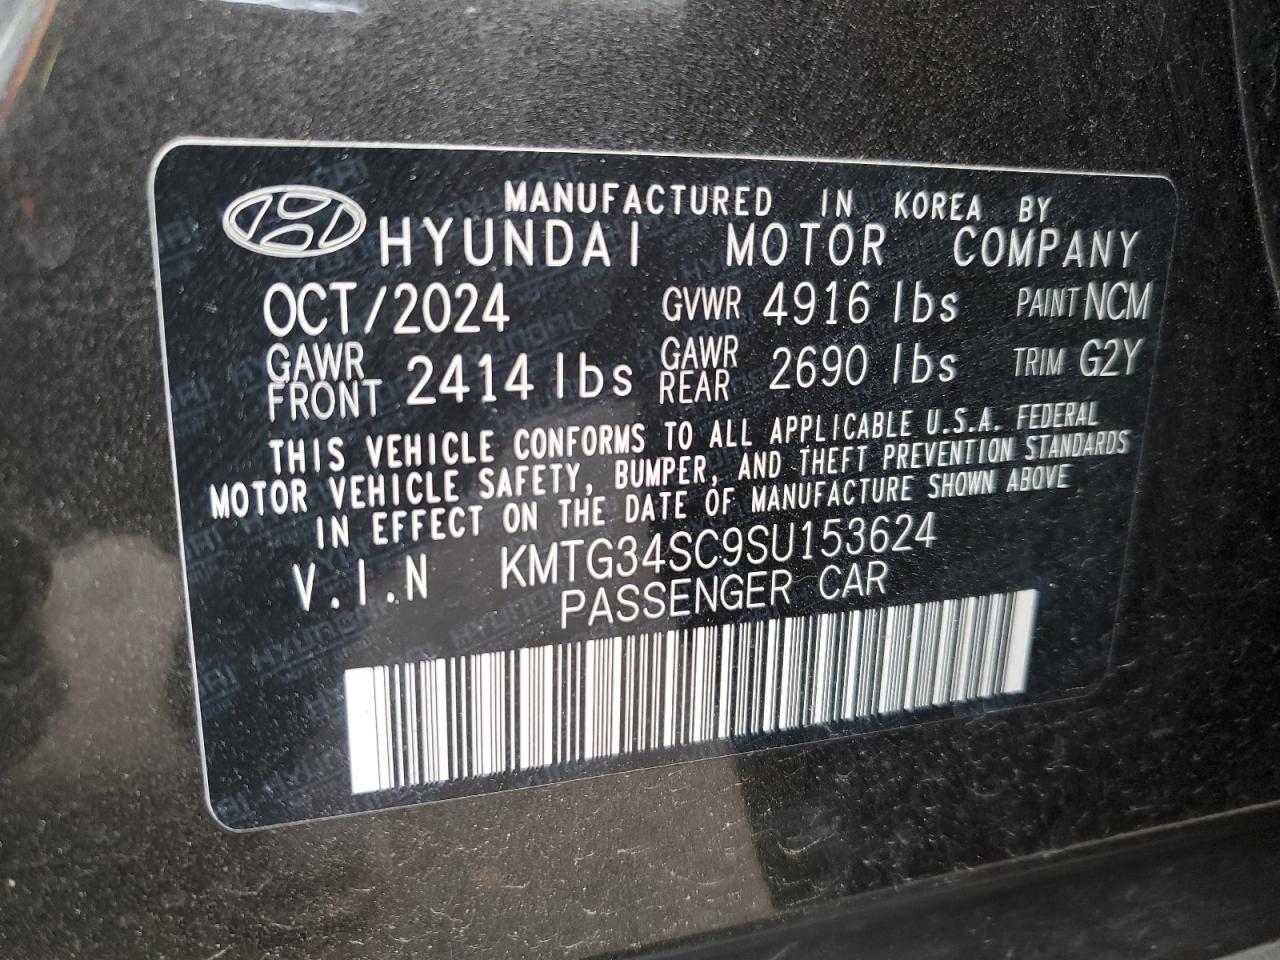 MANUFACTURED IN KOREA BY
HYUNDAI MOTOR COMPANY
OCT/2024 GVWR 4916 lbs PAINT NCM
GAWR FRONT 2414 lbs GAWR REAR 2690 lbs TRIM G2Y
THIS VEHICLE CONFORMS TO ALL APPLICABLE U.S.A. FEDERAL
MOTOR VEHICLE SAFETY, BUMPER, AND THEFT PREVENTION STANDARDS
IN EFFECT ON THE DATE OF MANUFACTURE SHOWN ABOVE
V.I.N KMTG34SC9SU153624
PASSENGER CAR